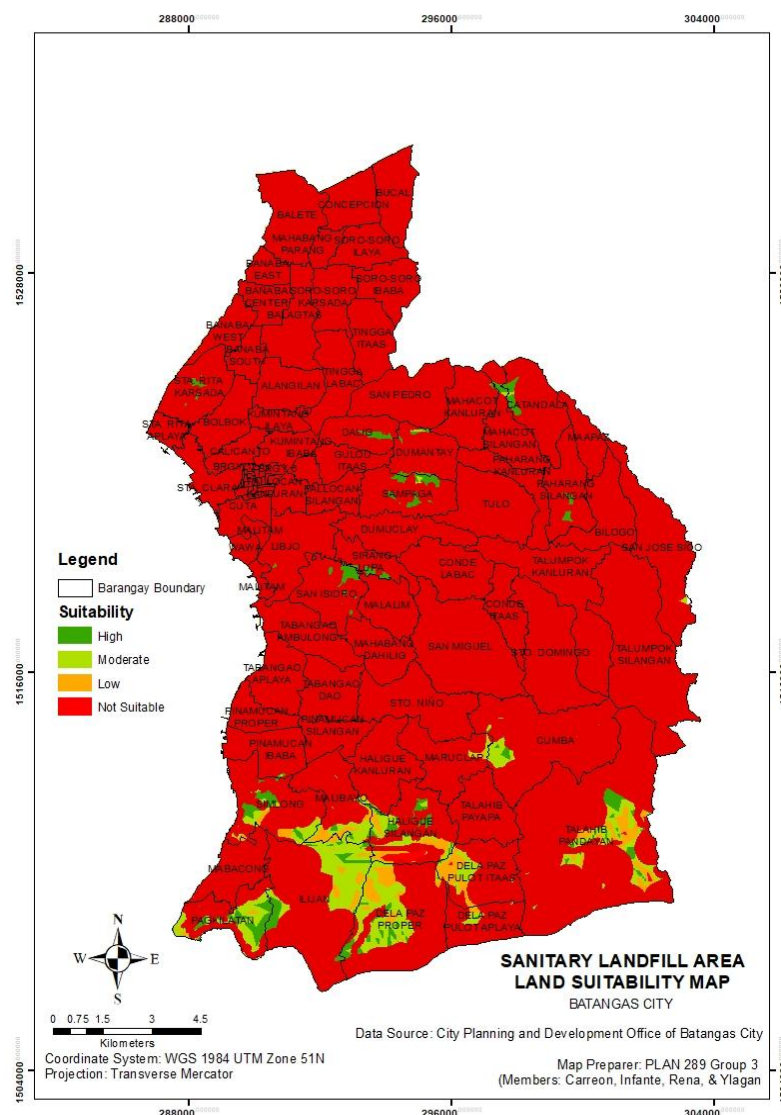 288000
296000
304000
1528000
1516000
1504000
BUCAL
CONCEPCION
BALETE
MAHABANG
PARANG
SORO-SORO
ILAYA
BANABA
EAST
SORO-SORO
IBABA
BANABA
CENTER
SORO-SORO
KARSADA
BALAGTAS
BANABA
WEST
TINGGA
ITAAS
BANABA
SOUTH
TINGGA
LABAC
STA. RITA
KARSADA
ALANGILAN
SAN PEDRO
MAHACOT
KANLURAN
CATANDALA
STA. RITA
APLAYA
BOLBOK
KUMINTANG
ILAYA
DALIG
MAHACOT
SILANGAN
MAAPAZ
KUMINTANG
IBABA
CALICANTO
GULOD
ITAAS
DUMANTAY
PAHARANG
KANLURAN
STA. CLARA
PALLOCAN
KANLURAN
PALLOCAN
SILANGAN
SAMPAGA
PAHARANG
SILANGAN
CUTA
TULO
MALITAM
DUMUCLAY
BILOGO
WAWA
LIBJO
SAN JOSE SICO
SIRANG
LUPA
CONDE
LABAC
TALUMPOK
KANLURAN
MALITAM
SAN ISIDRO
MALALIM
CONDE
ITAAS
TABANGAO
AMBULONG
MAHABANG
DAHILIG
SAN MIGUEL
STO. DOMINGO
TALUMPOK
SILANGAN
TABANGAO
APLAYA
TABANGAO
DAO
STO. NINO
PINAMUCAN
PROPER
PINAMUCAN
SILANGAN
PINAMUCAN
IBABA
HALIGUE
KANLURAN
MARUCLAP
CUMBA
SIMLONG
MALIBAYO
HALIGUE
SILANGAN
TALAHIB
PAYAPA
TALAHIB
PANDAYAN
MABACONG
DELA PAZ
PULOT ITAAS
ILIJAN
PAGKILATAN
DELA PAZ
PROPER
DELA PAZ
PULOT APLAYA
Legend
Barangay Boundary
Suitability
High
Moderate
Low
Not Suitable
N
W E
S
0 0.75 1.5 3 4.5
Kilometers
Coordinate System: WGS 1984 UTM Zone 51N
Projection: Transverse Mercator
SANITARY LANDFILL AREA
LAND SUITABILITY MAP
BATANGAS CITY
Data Source: City Planning and Development Office of Batangas City
Map Preparer: PLAN 289 Group 3
(Members: Carreon, Infante, Rena, & Ylagan
288000
296000
304000